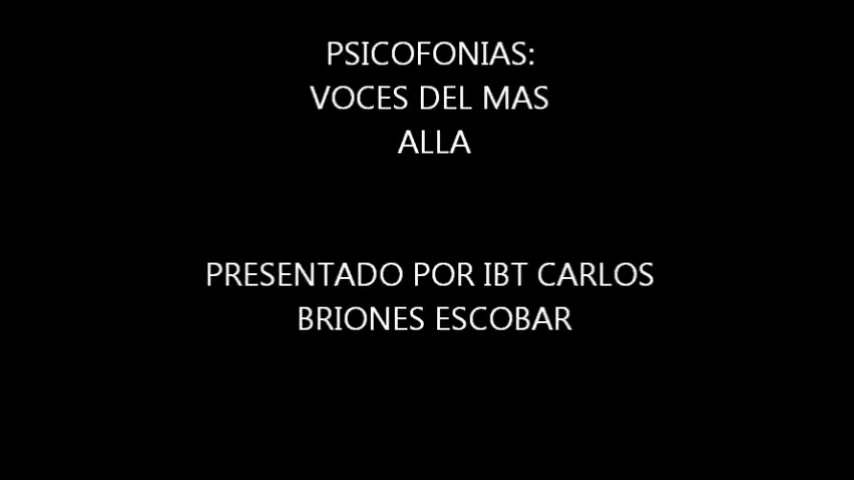 PSICOFONIAS:
VOCES DEL MAS
ALLA
PRESENTADO POR IBT CARLOS
BRIONES ESCOBAR